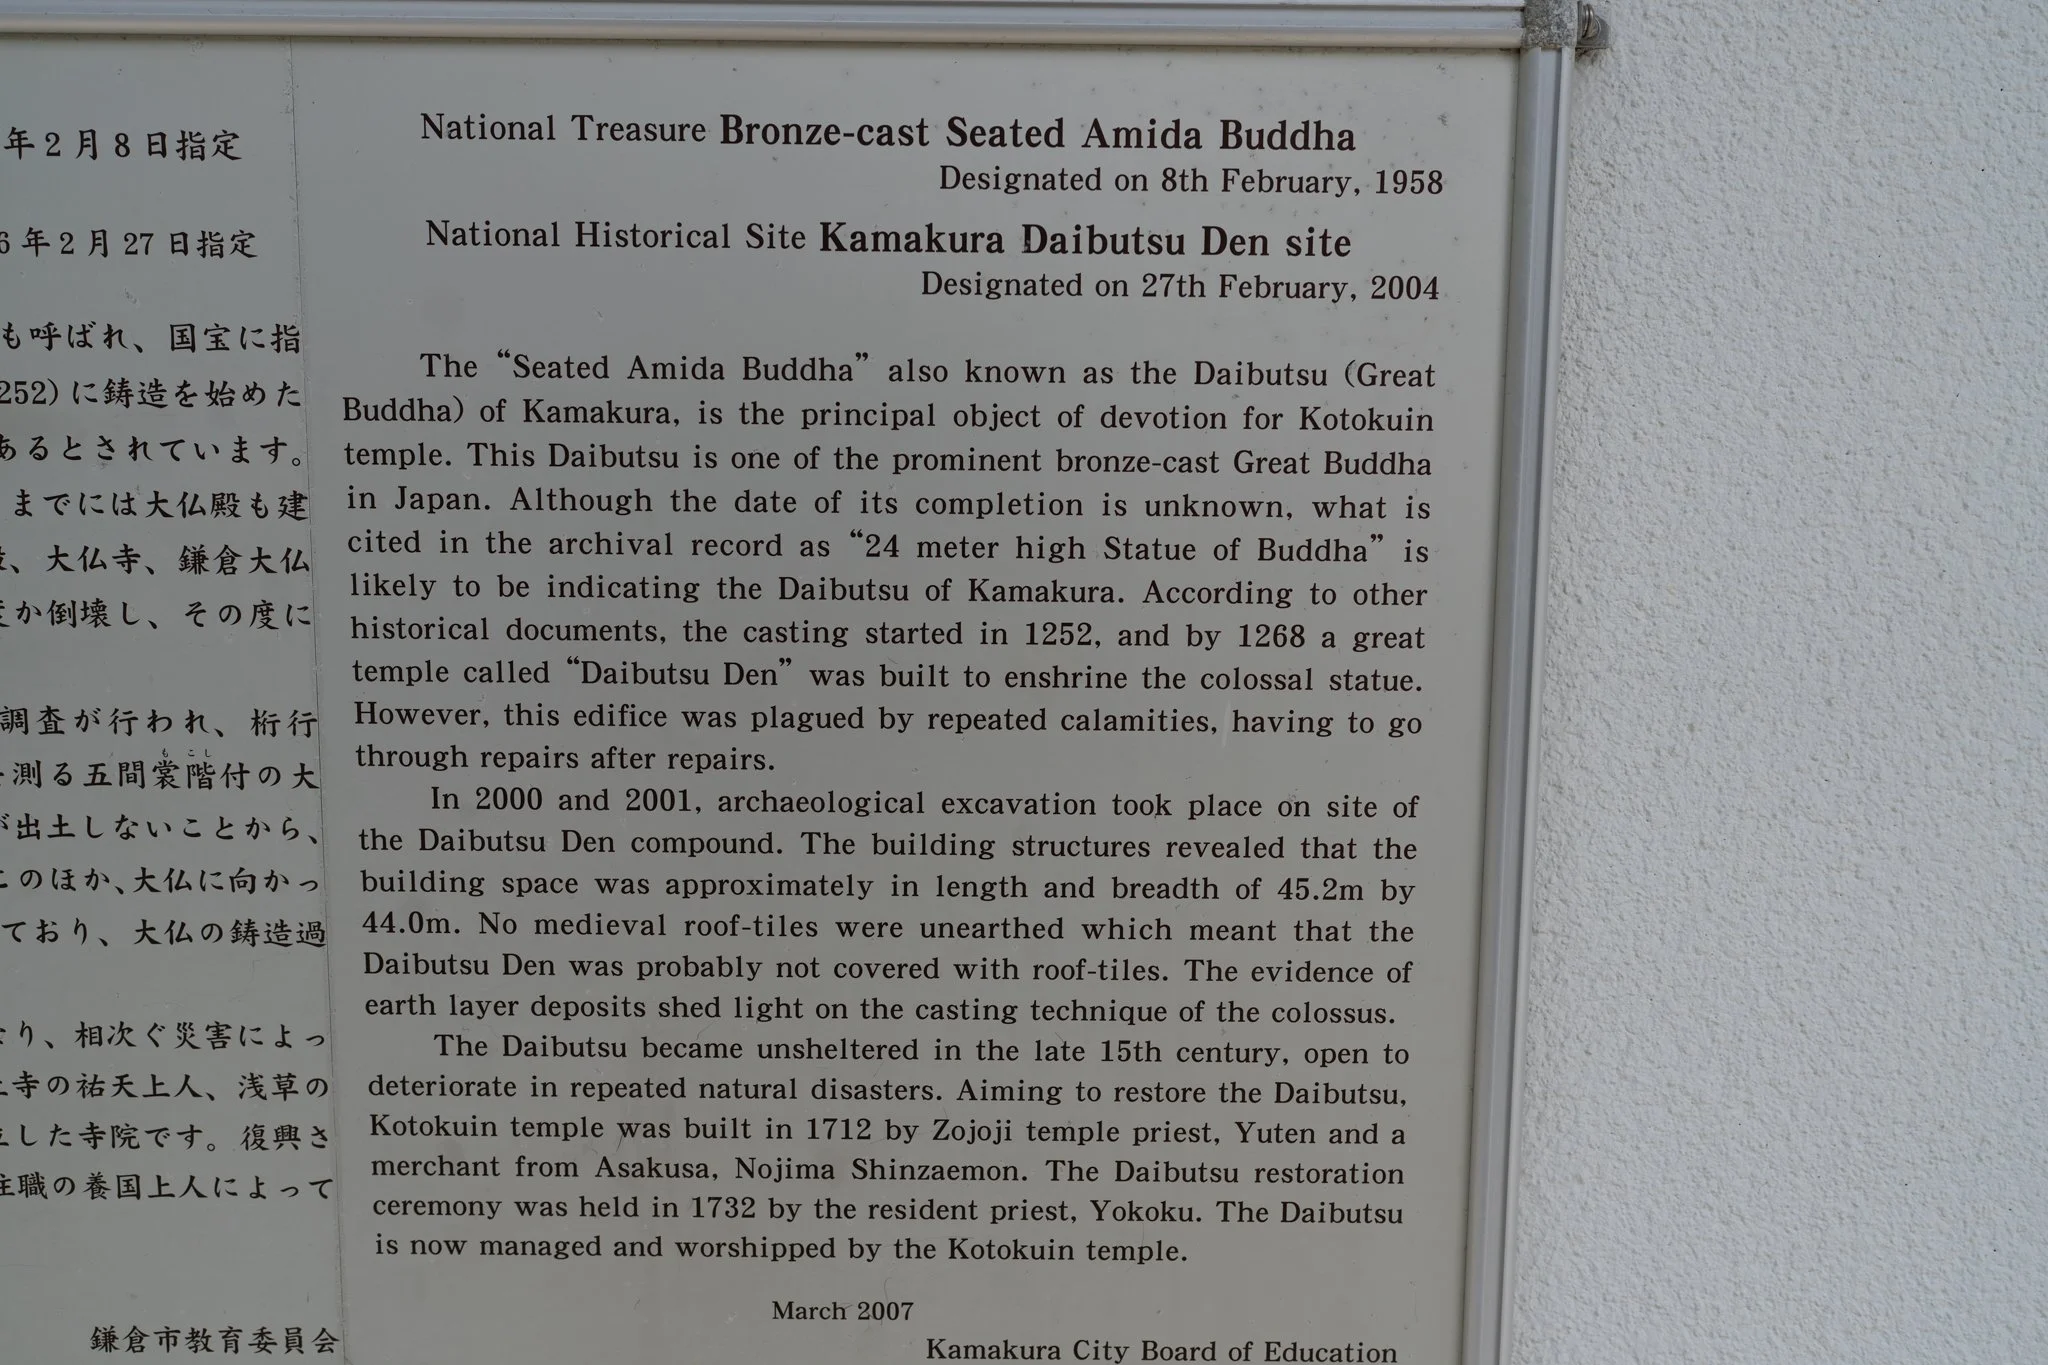 年2月8日指定
6年2月27日指定
も呼ばれ、国宝に指
252)に鋳造を始めた
あるとされています。
までには大仏殿も建
、大仏寺、鎌倉大仏
か倒壊し、その度に
調査が行われ、桁行
もこし
測る五間裳階付の大
が出土しないことから、
このほか、大仏に向かっ
ており、大仏の鋳造過
り、相次ぐ災害によっ
寺の祐天上人、浅草の
立した寺院です。復興さ
住職の養国上人によって
鎌倉市教育委員会
National Treasure Bronze-cast Seated Amida Buddha
Designated on 8th February, 1958
National Historical Site Kamakura Daibutsu Den site
Designated on 27th February, 2004
The “Seated Amida Buddha” also known as the Daibutsu (Great
Buddha) of Kamakura, is the principal object of devotion for Kotokuin
temple. This Daibutsu is one of the prominent bronze-cast Great Buddha
in Japan. Although the date of its completion is unknown, what is
cited in the archival record as “24 meter high Statue of Buddha” is
likely to be indicating the Daibutsu of Kamakura. According to other
historical documents, the casting started in 1252, and by 1268 a great
temple called “Daibutsu Den” was built to enshrine the colossal statue.
However, this edifice was plagued by repeated calamities, having to go
through repairs after repairs.
In 2000 and 2001, archaeological excavation took place on site of
the Daibutsu Den compound. The building structures revealed that the
building space was approximately in length and breadth of 45.2m by
44.0m. No medieval roof-tiles were unearthed which meant that the
Daibutsu Den was probably not covered with roof-tiles. The evidence of
earth layer deposits shed light on the casting technique of the colossus.
The Daibutsu became unsheltered in the late 15th century, open to
deteriorate in repeated natural disasters. Aiming to restore the Daibutsu,
Kotokuin temple was built in 1712 by Zojoji temple priest, Yuten and a
merchant from Asakusa, Nojima Shinzaemon. The Daibutsu restoration
ceremony was held in 1732 by the resident priest, Yokoku. The Daibutsu
is now managed and worshipped by the Kotokuin temple.
March 2007
Kamakura City Board of Education